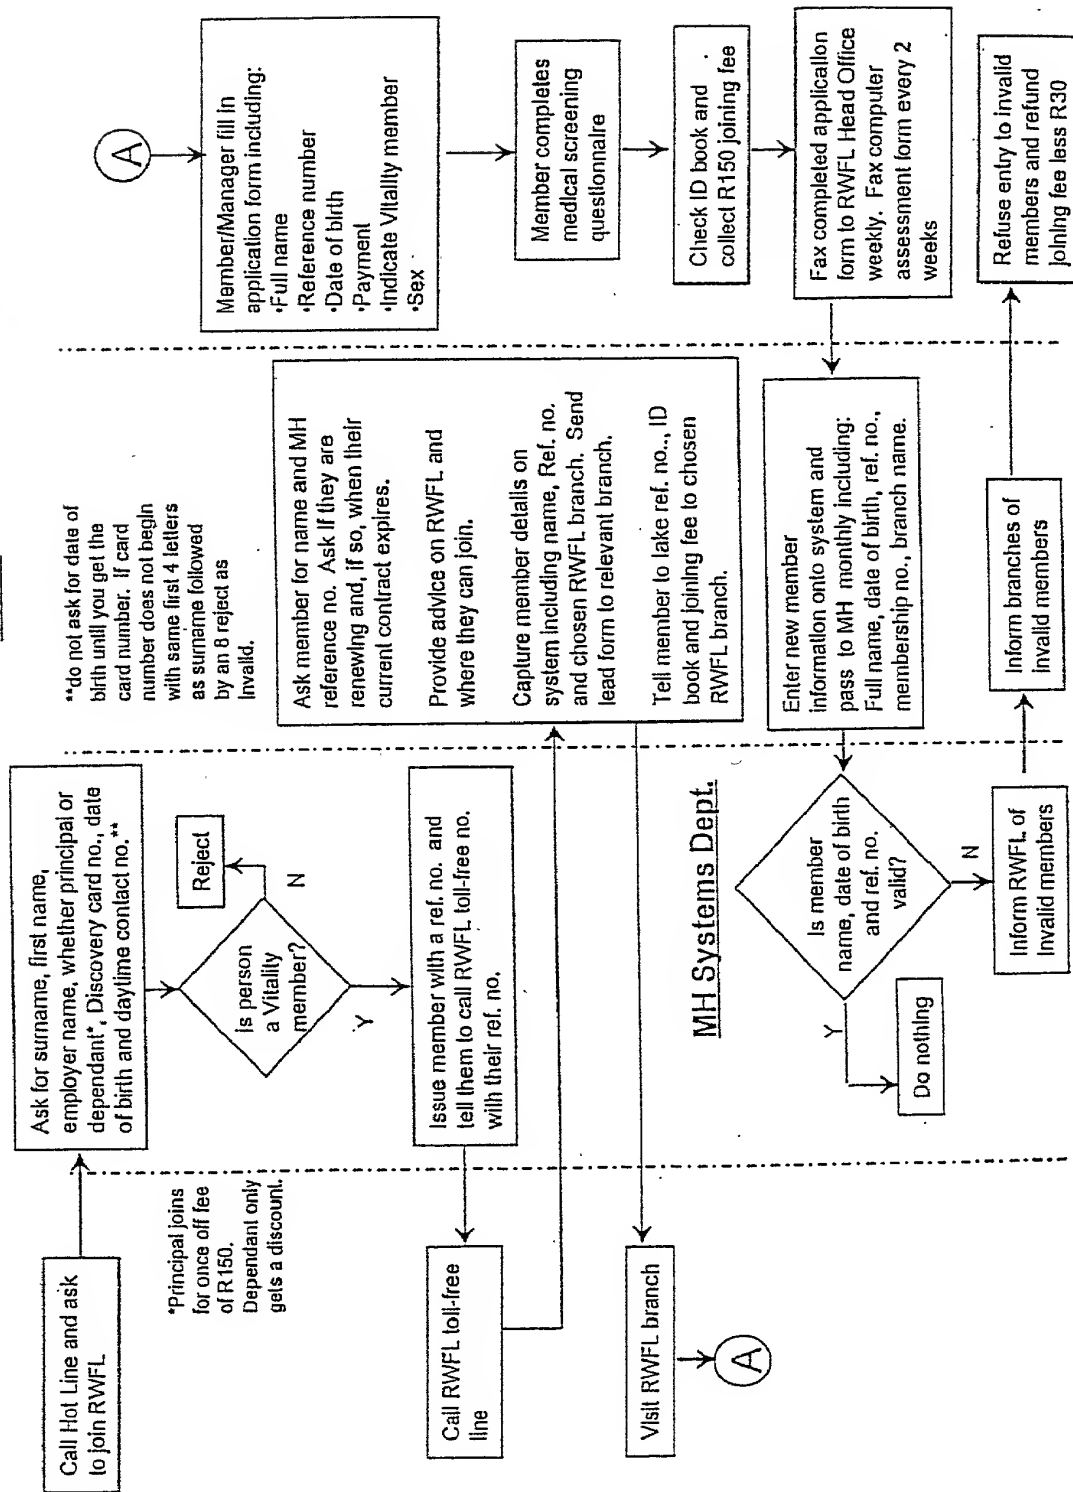 Call Hot Line and ask
to join RWFL
*Principal joins
for once off fee
of R150.
Dependant only
gets a discount.
Call RWFL toll-free
line
Visit RWFL branch
A
Ask for surname, first name,
employer name, whether principal or
dependant*, Discovery card no., date
of birth and daytime contact no.**
Is person
a Vitality
member?
N
Reject
Y
Issue member with a ref. no. and
tell them to call RWFL toll-free no.
with their ref. no.
MH Systems Dept.
Is member
name, date of birth
and ref. no.
valid?
Y
Do nothing
N
Inform RWFL of
Invalid members
**do not ask for date of
birth until you get the
card number. If card
number does not begin
with same first 4 letters
as surname followed
by an 8 reject as
Invalid.
Ask member for name and MH
reference no. Ask if they are
renewing and, if so, when their
current contract expires.
Provide advice on RWFL and
where they can join.
Capture member details on
system including name, Ref. no.
and chosen RWFL branch. Send
lead form to relevant branch.
Tell member to take ref. no.., ID
book and joining fee to chosen
RWFL branch.
Enter new member
information onto system and
pass to MH monthly including:
Full name, date of birth, ref. no.,
membership no., branch name.
Inform branches of
invalid members
A
Member/Manager fill in
application form including:
•Full name
•Reference number
•Date of birth
•Payment
•Indicate Vitality member
•Sex
Member completes
medical screening
questionnaire
Check ID book and
collect R150 joining fee
Fax completed application
form to RWFL Head Office
weekly. Fax computer
assessment form every 2
weeks
Refuse entry to invalid
members and refund
joining fee less R30